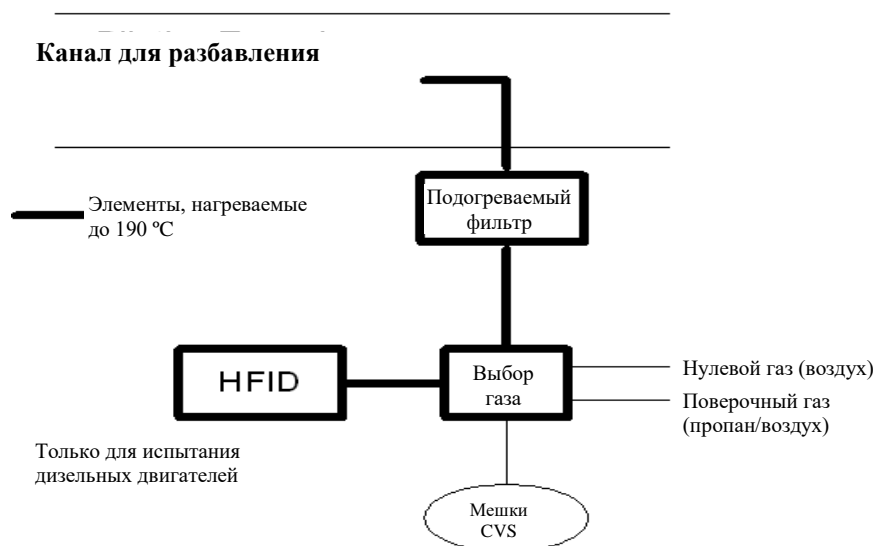 Канал для разбавления
Элементы, нагреваемые
до 190 ºC
Подогреваемый
фильтр
HFID
Выбор
газа
Нулевой газ (воздух)
Поверочный газ
(пропан/воздух)
Только для испытания
дизельных двигателей
Мешки
CVS